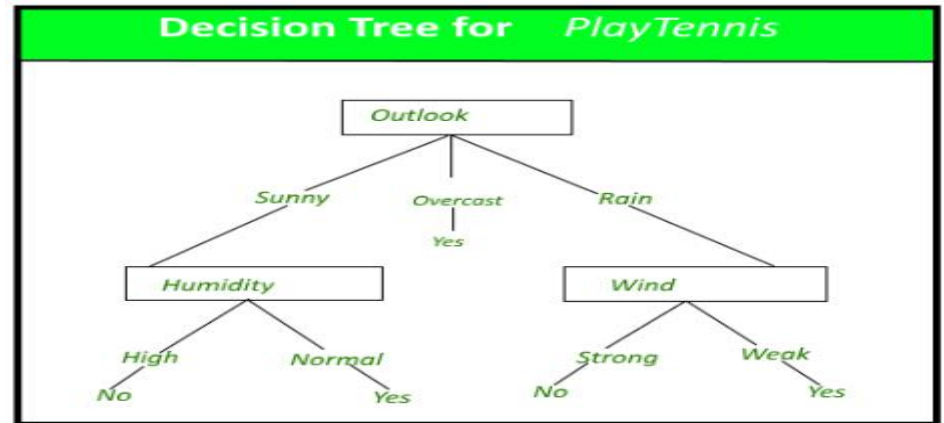 Decision Tree for PlayTennis
Outlook
Sunny Overcast Rain
Yes
Humidity Wind
High Normal Strong Weak
No Yes No Yes